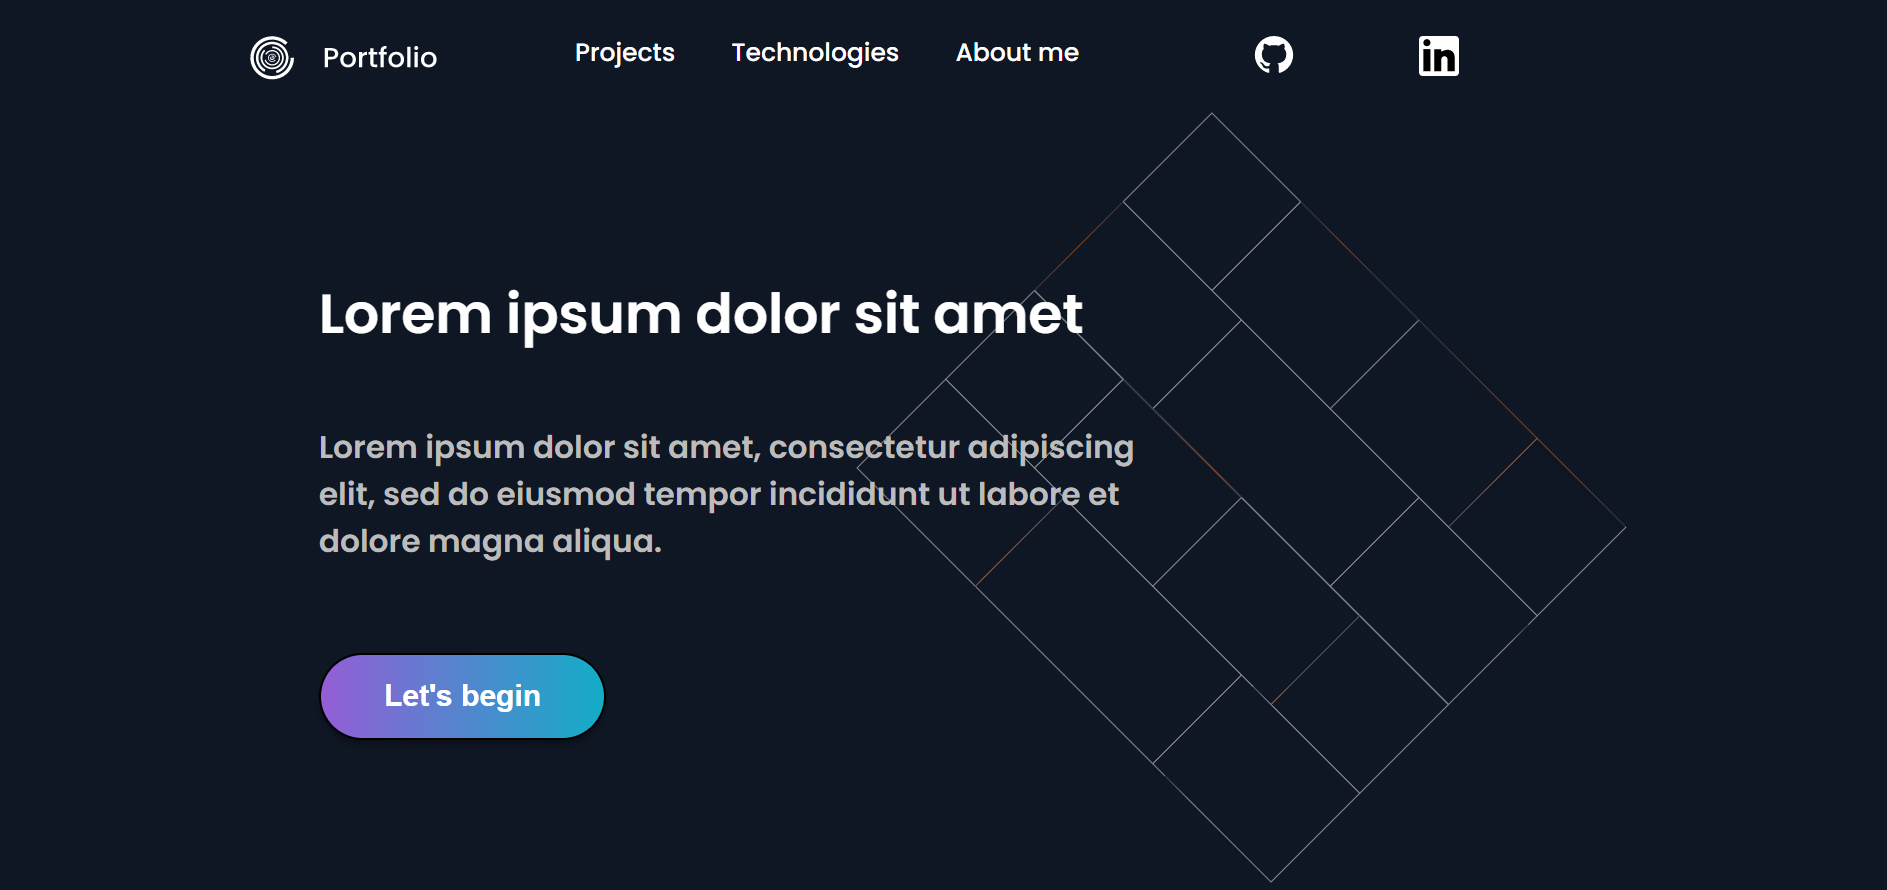 Portfolio
Projects
Technologies
About me
in
Lorem ipsum dolor sit amet
Lorem ipsum dolor sit amet, consectetur adipiscing
elit, sed do eiusmod tempor incididunt ut labore et
dolore magna aliqua.
Let's begin